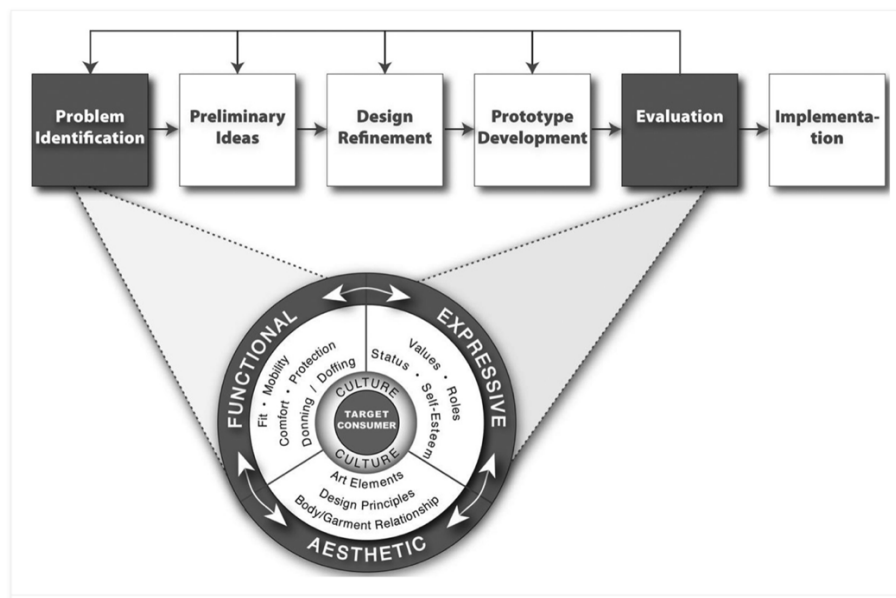 Problem
Identification
Preliminary
Ideas
Design
Refinement
Prototype
Development
Evaluation
Implementa-
tion
FUNCTIONAL
Fit • Mobility
Comfort • Protection
Donning / Doffing
EXPRESSIVE
Values • Roles
Status • Self-Esteem
CULTURE
TARGET
CONSUMER
CULTURE
Art Elements
Design Principles
Body/Garment Relationship
AESTHETIC